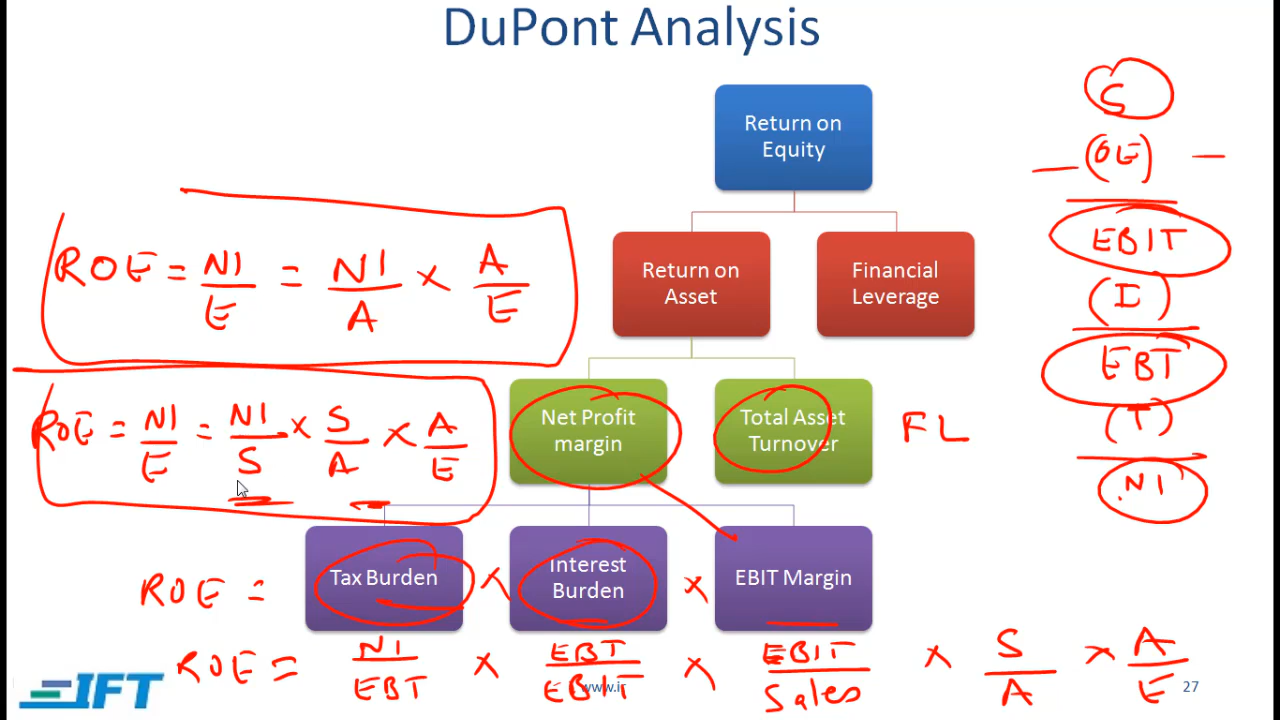 DuPont Analysis
Return on
Equity
Return on
Asset
Financial
Leverage
Net Profit
margin
Total Asset
Turnover
Tax Burden
Interest
Burden
EBIT Margin
ROE = NI/E = NI/A × A/E
ROE = NI/E = NI/S × S/A × A/E
FL
S
(OE)
EBIT
(I)
EBT
(T)
NI
ROE = × ×
ROE = NI/EBT × EBT/EBIT × EBIT/Sales × S/A × A/E
IFT
27